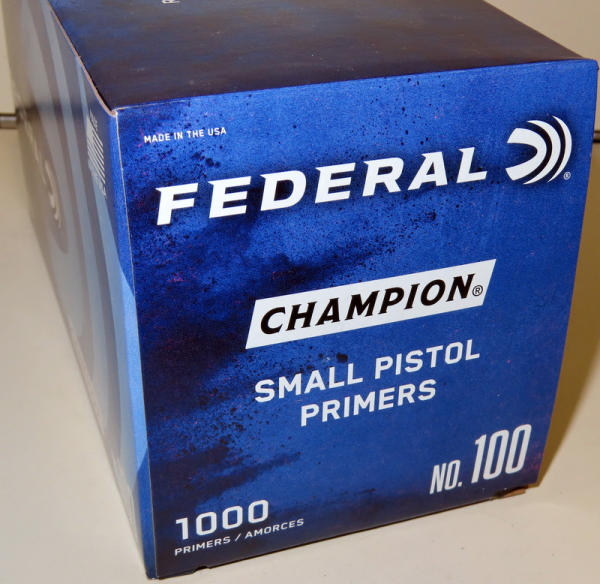 MADE IN THE USA
FEDERAL®
CHAMPION®
SMALL PISTOL
PRIMERS
NO. 100
1000
PRIMERS / AMORCES